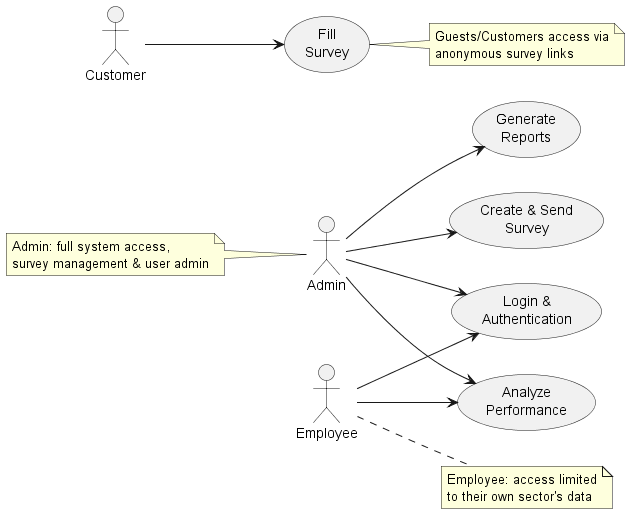 Customer
Fill
Survey
Guests/Customers access via
anonymous survey links
Generate
Reports
Create & Send
Survey
Admin: full system access,
survey management & user admin
Admin
Login &
Authentication
Employee
Analyze
Performance
Employee: access limited
to their own sector's data